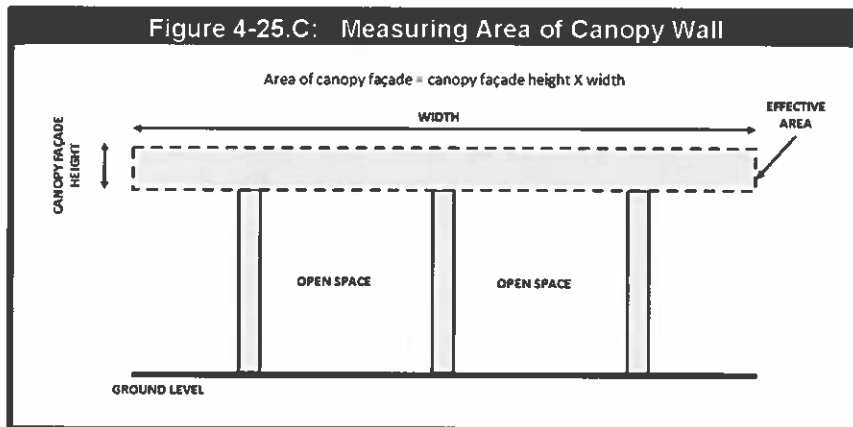 Figure 4-25.C: Measuring Area of Canopy Wall
Area of canopy façade = canopy façade height X width
WIDTH
EFFECTIVE
AREA
CANOPY FAÇADE
HEIGHT
OPEN SPACE
OPEN SPACE
GROUND LEVEL